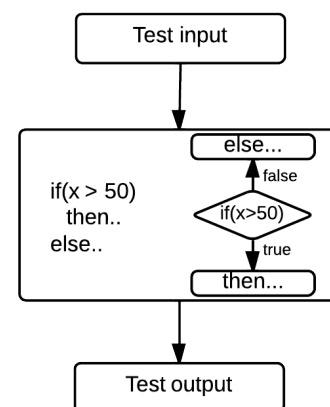 Test input
if(x > 50)
then..
else..
else...
false
if(x>50)
true
then...
Test output